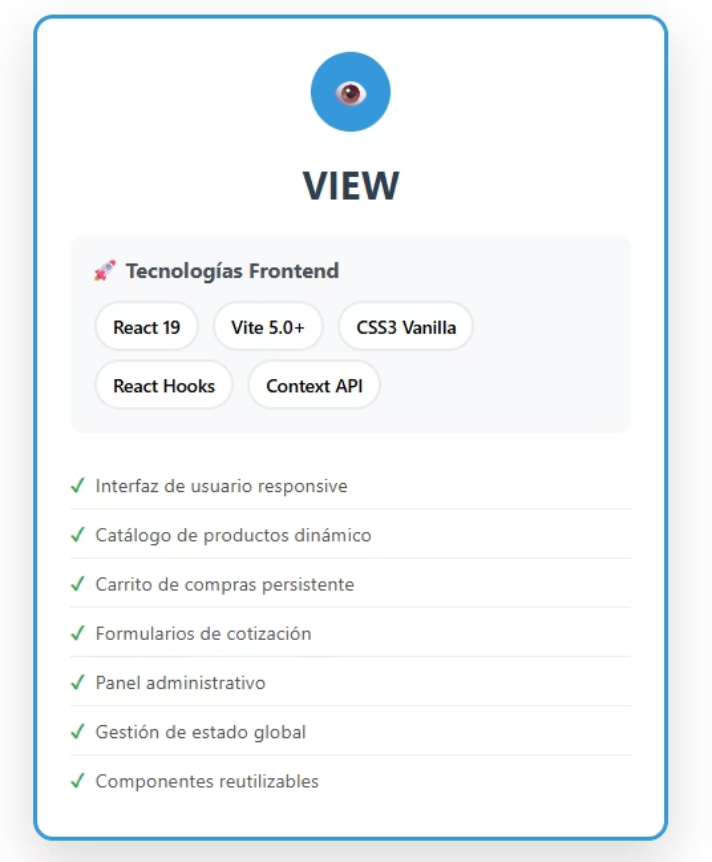 VIEW
🚀 Tecnologías Frontend
React 19 Vite 5.0+ CSS3 Vanilla
React Hooks Context API
✓ Interfaz de usuario responsive
✓ Catálogo de productos dinámico
✓ Carrito de compras persistente
✓ Formularios de cotización
✓ Panel administrativo
✓ Gestión de estado global
✓ Componentes reutilizables